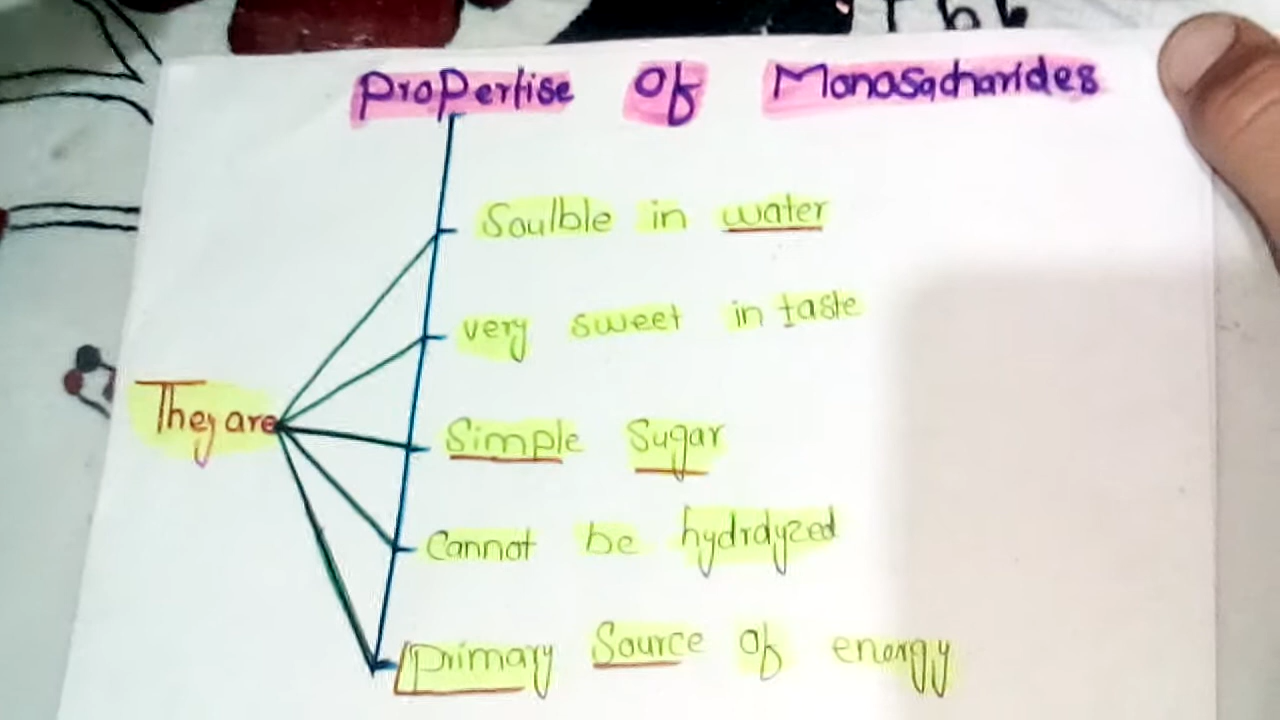 Propertise Of Monosacharides
Soulble in water
very sweet in taste
They are
Simple Sugar
Cannot be hydrolyzed
Primary Source of energy